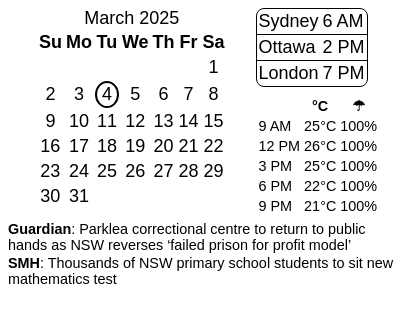 March 2025
Su Mo Tu We Th Fr Sa
1
2 3 4 5 6 7 8
9 10 11 12 13 14 15
16 17 18 19 20 21 22
23 24 25 26 27 28 29
30 31
Sydney 6 AM
Ottawa 2 PM
London 7 PM
°C ☂
9 AM 25°C 100%
12 PM 26°C 100%
3 PM 25°C 100%
6 PM 22°C 100%
9 PM 21°C 100%
Guardian: Parklea correctional centre to return to public
hands as NSW reverses ‘failed prison for profit model’
SMH: Thousands of NSW primary school students to sit new
mathematics test